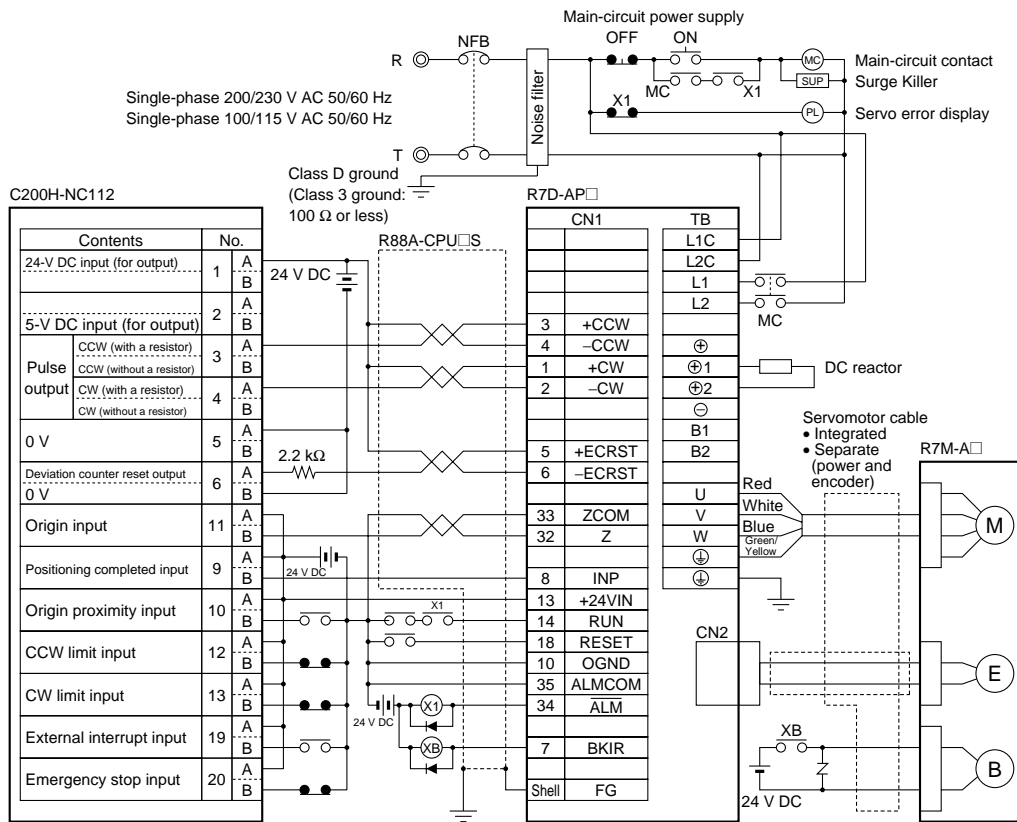 Main-circuit power supply
OFF
ON
NFB
R
MC
Main-circuit contact
SUP
Surge Killer
MC
X1
Single-phase 200/230 V AC 50/60 Hz
Single-phase 100/115 V AC 50/60 Hz
Noise filter
X1
PL
Servo error display
T
Class D ground
(Class 3 ground:
100 Ω or less)
C200H-NC112
R7D-AP□
R88A-CPU□S
Contents No.
24-V DC input (for output) 1 A B
5-V DC input (for output) 2 A B
Pulse output
CCW (with a resistor) 3 A
CCW (without a resistor) B
CW (with a resistor) 4 A
CW (without a resistor) B
0 V 5 A B
Deviation counter reset output 6 A
0 V B
Origin input 11 A B
Positioning completed input 9 A B
Origin proximity input 10 A B
CCW limit input 12 A B
CW limit input 13 A B
External interrupt input 19 A B
Emergency stop input 20 A B
24 V DC
2.2 kΩ
24 V DC
X1
24 V DC
X1
XB
CN1
3 +CCW
4 −CCW
1 +CW
2 −CW
5 +ECRST
6 −ECRST
33 ZCOM
32 Z
8 INP
13 +24VIN
14 RUN
18 RESET
10 OGND
35 ALMCOM
34 A̅L̅M̅
7 BKIR
Shell FG
TB
L1C
L2C
L1
L2
MC
⊕
⊕1
⊕2
DC reactor
⊖
B1
B2
U
V
W
Red
White
Blue
Green/
Yellow
CN2
Servomotor cable
• Integrated
• Separate
(power and
encoder)
R7M-A□
M
E
XB
B
24 V DC